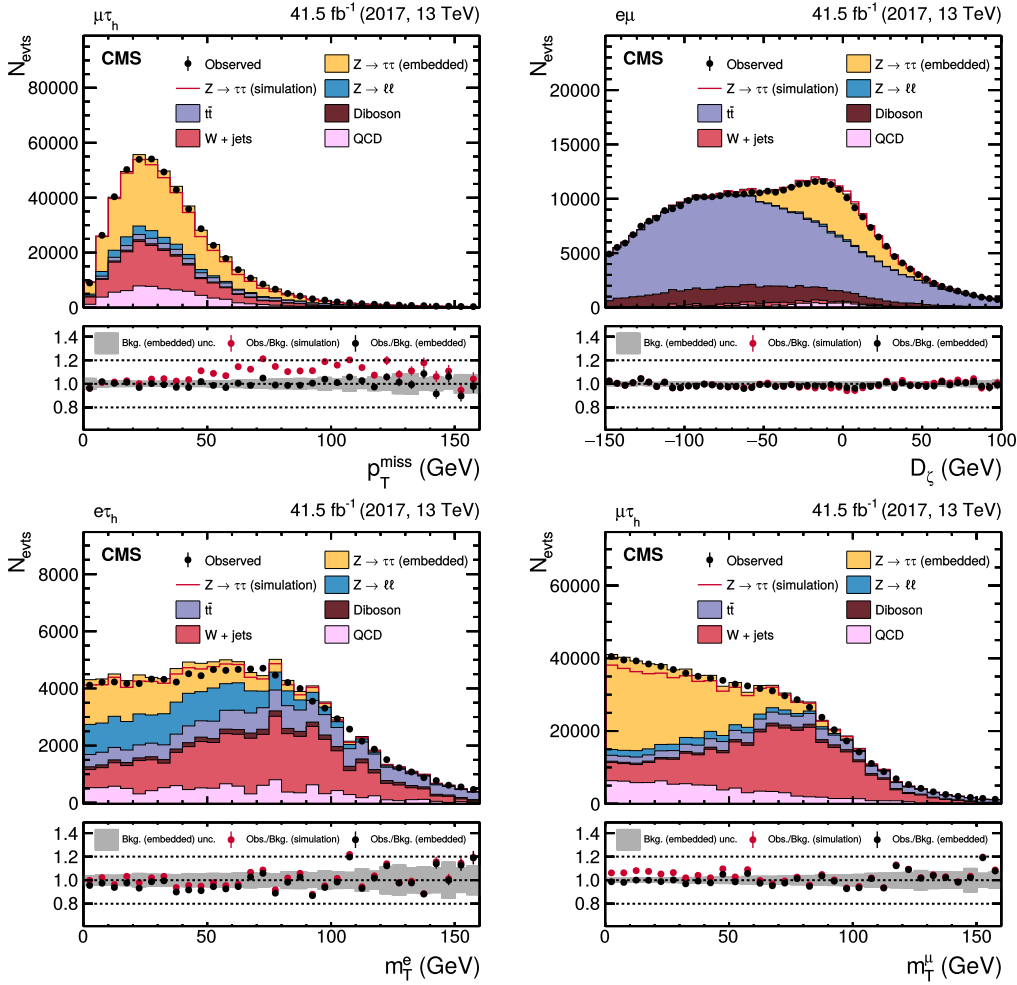 μτh 41.5 fb⁻¹ (2017, 13 TeV)
Nevts
CMS
Observed
Z → ττ (embedded)
Z → ττ (simulation)
Z → ℓℓ
tt̄
Diboson
W + jets
QCD
80000
60000
40000
20000
0
Bkg. (embedded) unc. Obs./Bkg. (simulation) Obs./Bkg. (embedded)
1.4
1.2
1.0
0.8
0 50 100 150
pTmiss (GeV)
eμ 41.5 fb⁻¹ (2017, 13 TeV)
Nevts
CMS
Observed
Z → ττ (embedded)
Z → ττ (simulation)
Z → ℓℓ
tt̄
Diboson
W + jets
QCD
20000
15000
10000
5000
0
Bkg. (embedded) unc. Obs./Bkg. (simulation) Obs./Bkg. (embedded)
1.4
1.2
1.0
0.8
−150 −100 −50 0 50 100
Dζ (GeV)
eτh 41.5 fb⁻¹ (2017, 13 TeV)
Nevts
CMS
Observed
Z → ττ (embedded)
Z → ττ (simulation)
Z → ℓℓ
tt̄
Diboson
W + jets
QCD
8000
6000
4000
2000
0
Bkg. (embedded) unc. Obs./Bkg. (simulation) Obs./Bkg. (embedded)
1.4
1.2
1.0
0.8
0 50 100 150
mTe (GeV)
μτh 41.5 fb⁻¹ (2017, 13 TeV)
Nevts
CMS
Observed
Z → ττ (embedded)
Z → ττ (simulation)
Z → ℓℓ
tt̄
Diboson
W + jets
QCD
60000
40000
20000
0
Bkg. (embedded) unc. Obs./Bkg. (simulation) Obs./Bkg. (embedded)
1.4
1.2
1.0
0.8
0 50 100 150
mTμ (GeV)